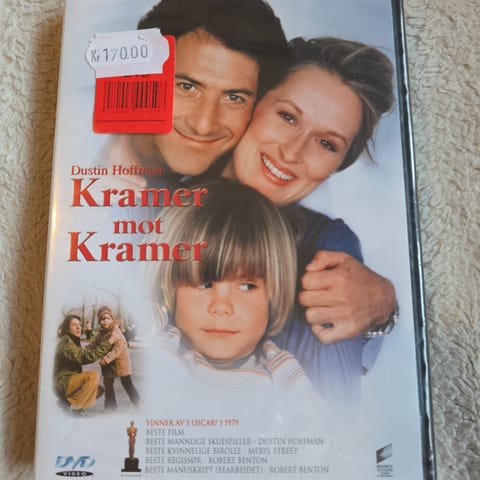 Kr 170.00
Dustin Hoffman
Kramer
mot
Kramer
VINNER AV 5 OSCAR® I 1979
BESTE FILM
BESTE MANNLIGE SKUESPILLER - DUSTIN HOFFMAN
BESTE KVINNELIGE BIROLLE - MERYL STREEP
BESTE REGISSØR - ROBERT BENTON
BESTE MANUSKRIPT (BEARBEIDET) - ROBERT BENTON
DVD
VIDEO